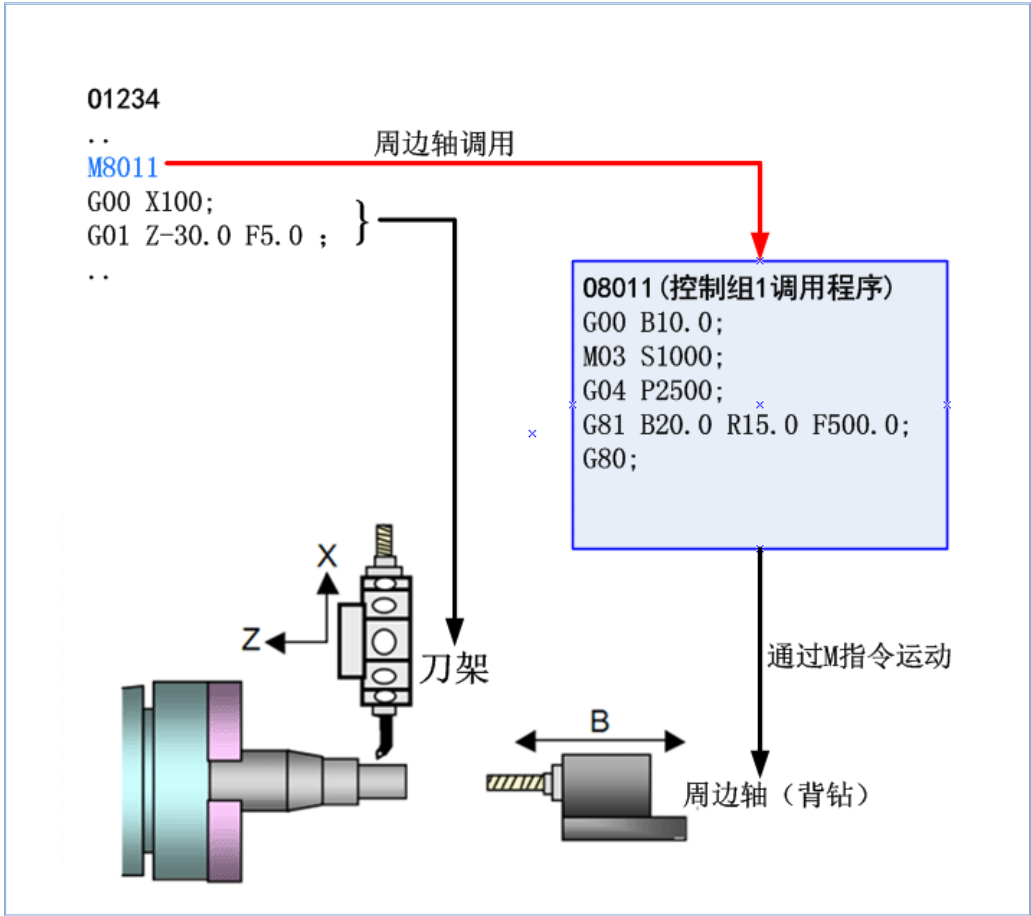 O1234
..
M8011
周边轴调用
G00 X100;
G01 Z-30.0 F5.0 ;
}
..
O8011(控制组1调用程序)
G00 B10.0;
M03 S1000;
G04 P2500;
G81 B20.0 R15.0 F500.0;
G80;
X
Z
刀架
通过M指令运动
B
周边轴（背钻）